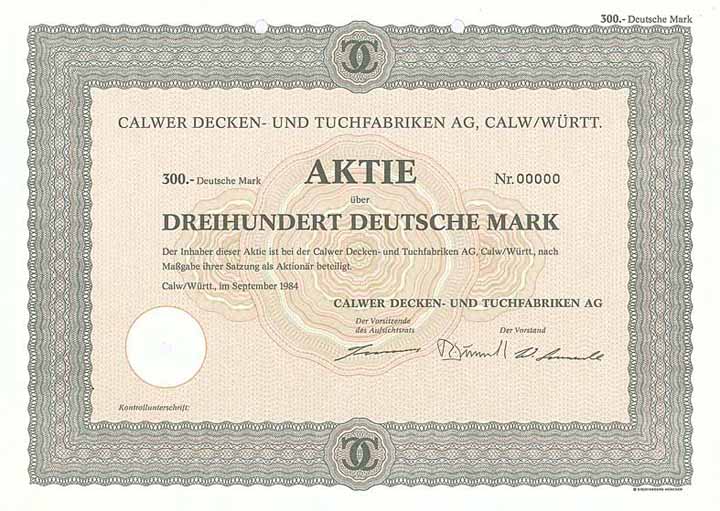 300.- Deutsche Mark
CALWER DECKEN- UND TUCHFABRIKEN AG, CALW/WÜRTT.
300.- Deutsche Mark AKTIE Nr. 00000
über
DREIHUNDERT DEUTSCHE MARK
Der Inhaber dieser Aktie ist bei der Calwer Decken- und Tuchfabriken AG, Calw/Württ., nach
Maßgabe ihrer Satzung als Aktionär beteiligt.
Calw/Württ., im September 1984
CALWER DECKEN- UND TUCHFABRIKEN AG
Der Vorsitzende
des Aufsichtsrats
Der Vorstand
Kontrollunterschrift: